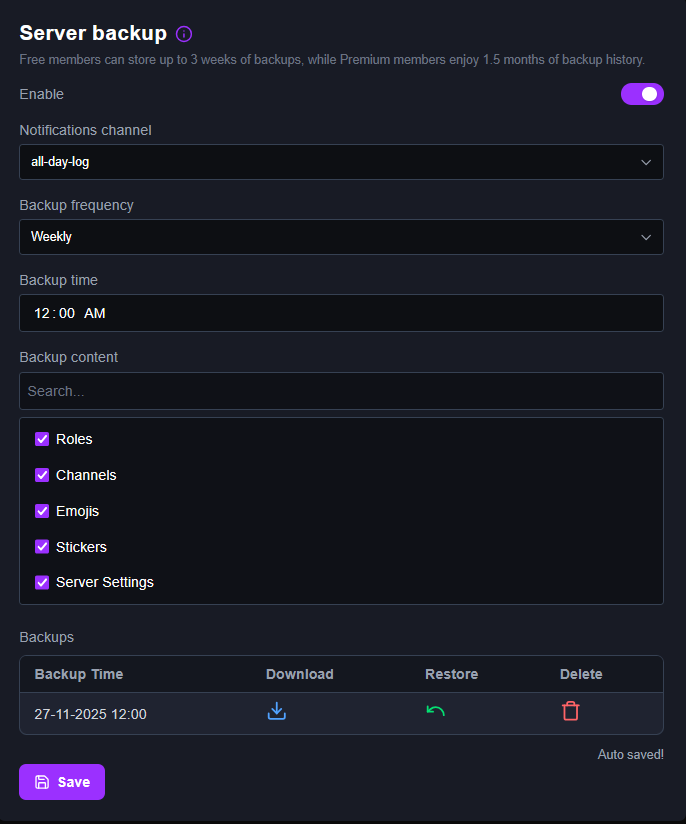 Server backup
Free members can store up to 3 weeks of backups, while Premium members enjoy 1.5 months of backup history.
Enable
Notifications channel
all-day-log
Backup frequency
Weekly
Backup time
12:00 AM
Backup content
Search...
Roles
Channels
Emojis
Stickers
Server Settings
Backups
Backup Time Download Restore Delete
27-11-2025 12:00
Auto saved!
Save